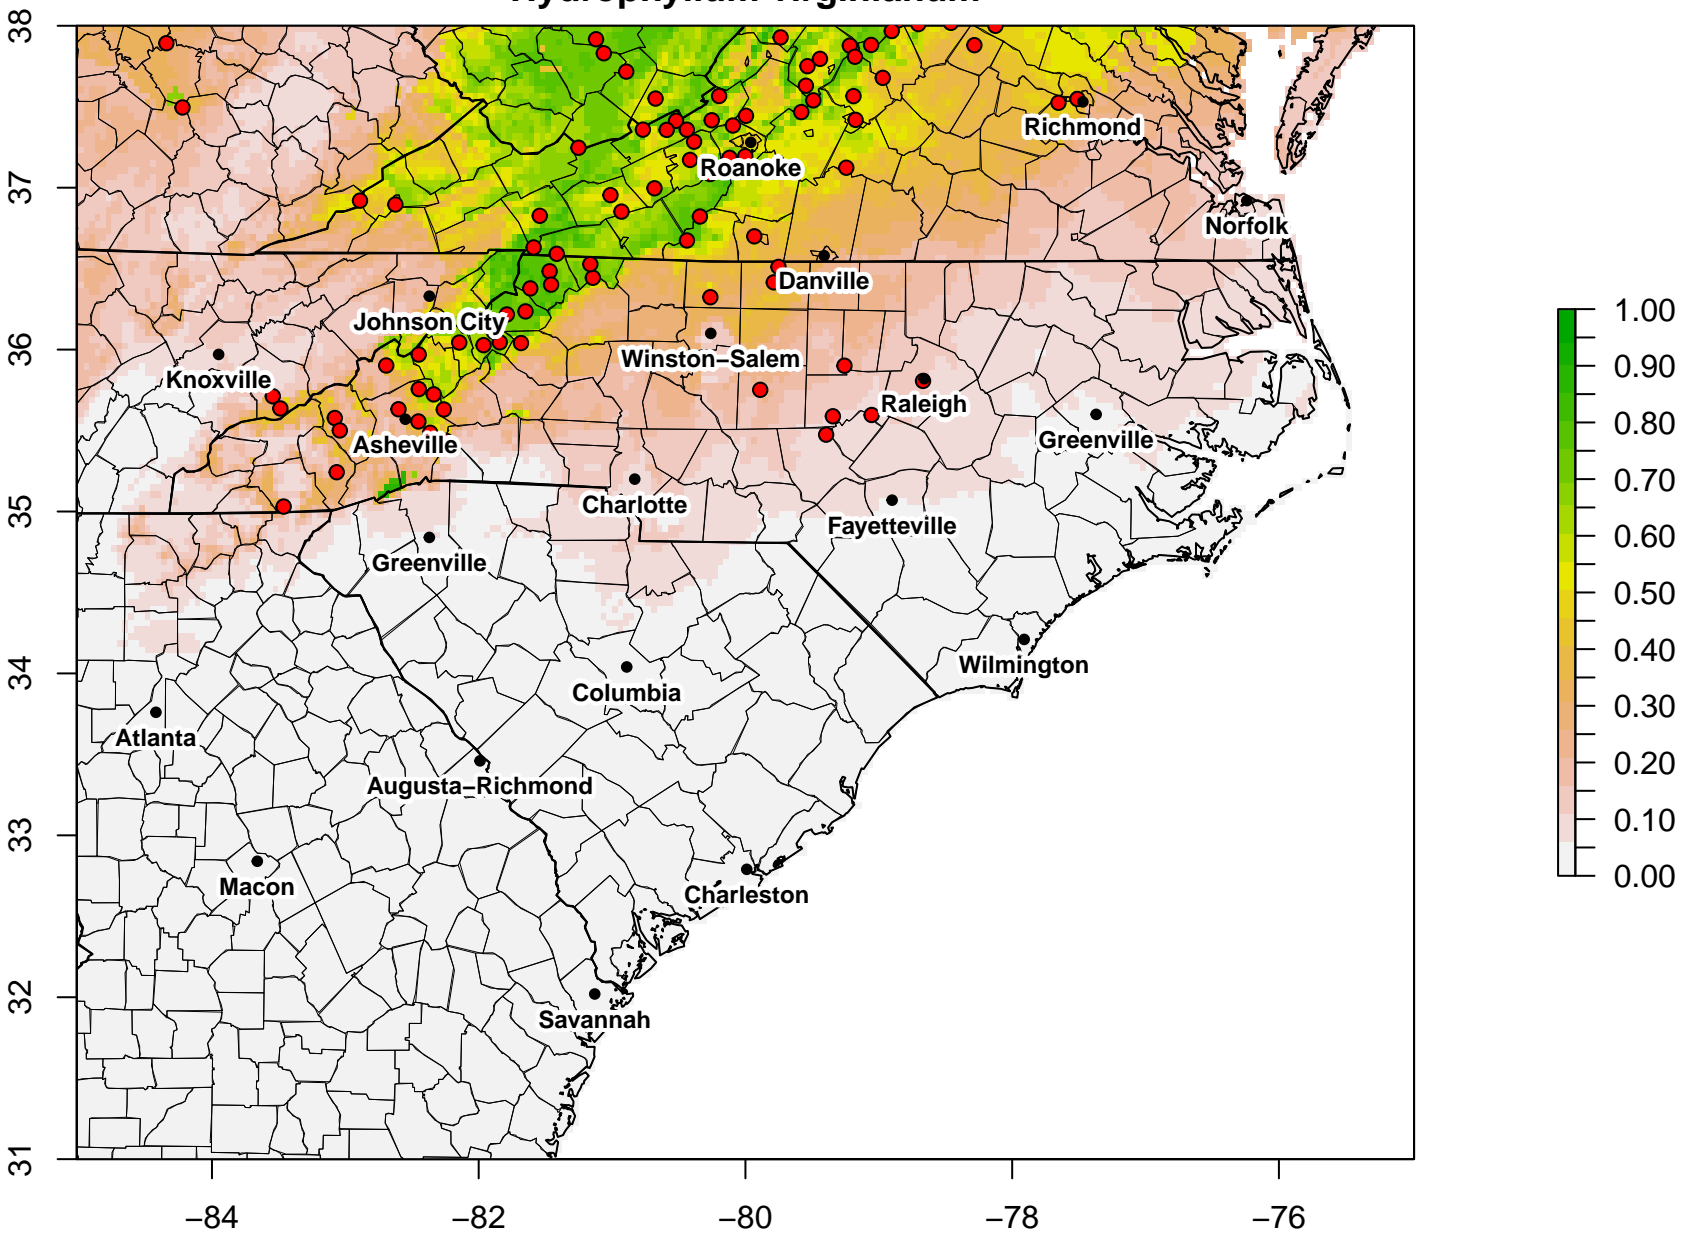 Hydrophyllum virginianum
38
37
36
35
34
33
32
31
−84
−82
−80
−78
−76
Richmond
Roanoke
Norfolk
Danville
Johnson City
Winston−Salem
Knoxville
Raleigh
Greenville
Asheville
Charlotte
Fayetteville
Greenville
Wilmington
Columbia
Atlanta
Augusta−Richmond
Macon
Charleston
Savannah
1.00
0.90
0.80
0.70
0.60
0.50
0.40
0.30
0.20
0.10
0.00